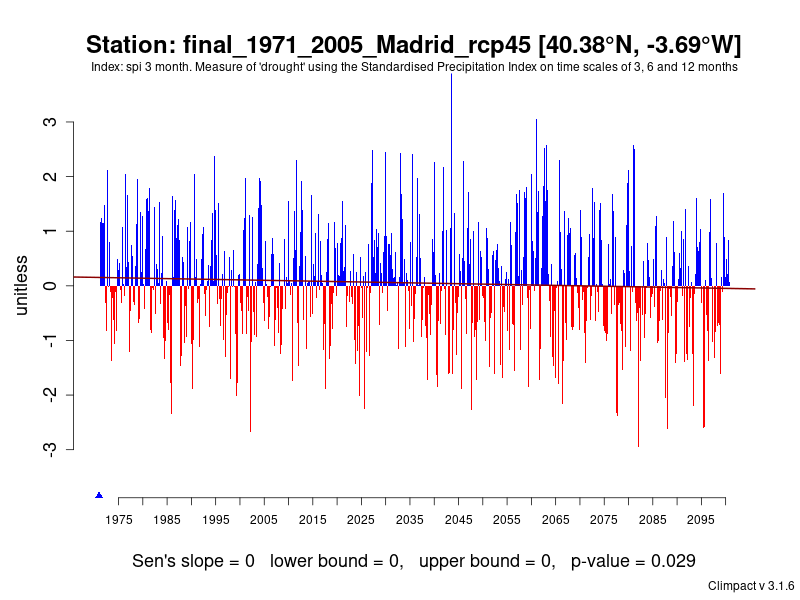 Station: final_1971_2005_Madrid_rcp45 [40.38°N, -3.69°W]
Index: spi 3 month. Measure of 'drought' using the Standardised Precipitation Index on time scales of 3, 6 and 12 months
3
2
1
0
-1
-2
-3
unitless
1975 1985 1995 2005 2015 2025 2035 2045 2055 2065 2075 2085 2095
Sen's slope = 0 lower bound = 0, upper bound = 0, p-value = 0.029
Climpact v 3.1.6